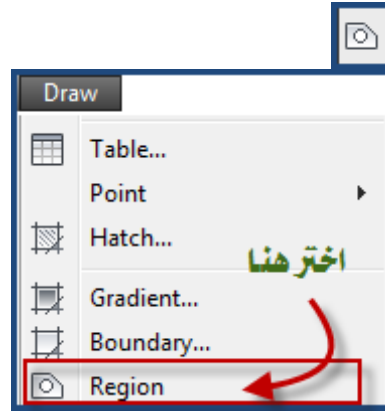 Draw
Table...
Point
Hatch...
اختر هنا
Gradient...
Boundary...
Region